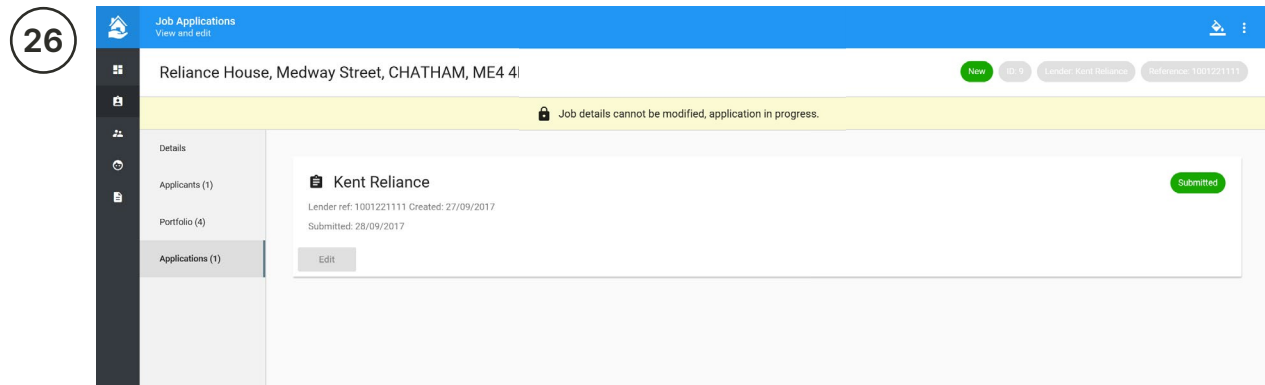 26
Job Applications
View and edit
Reliance House, Medway Street, CHATHAM, ME4 4
New ID: 9 Lender: Kent Reliance Reference: 1001221111
Job details cannot be modified, application in progress.
Details
Applicants (1)
Portfolio (4)
Applications (1)
Kent Reliance
Submitted
Lender ref: 1001221111 Created: 27/09/2017
Submitted: 28/09/2017
Edit